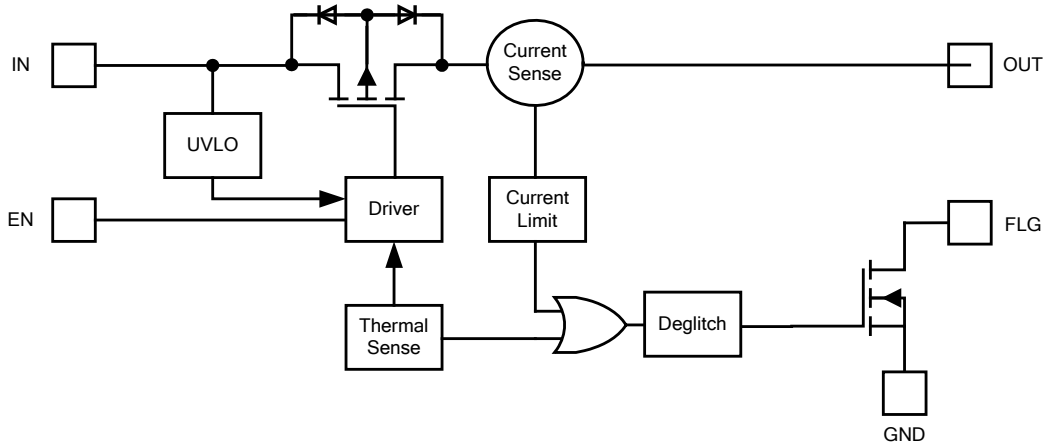 IN
Current
Sense
OUT
UVLO
EN
Driver
Current
Limit
FLG
Thermal
Sense
Deglitch
GND